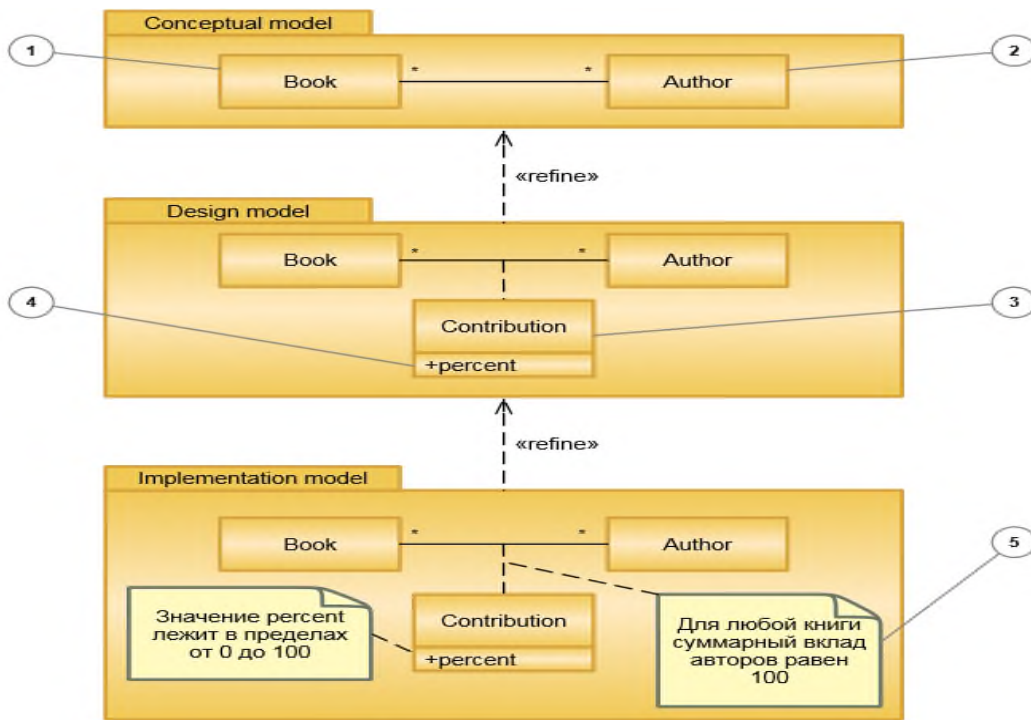 Conceptual model
1
2
Book
*
*
Author
«refine»
Design model
Book
*
*
Author
4
3
Contribution
+percent
«refine»
Implementation model
Book
*
*
Author
5
Значение percent
лежит в пределах
от 0 до 100
Contribution
+percent
Для любой книги
суммарный вклад
авторов равен
100